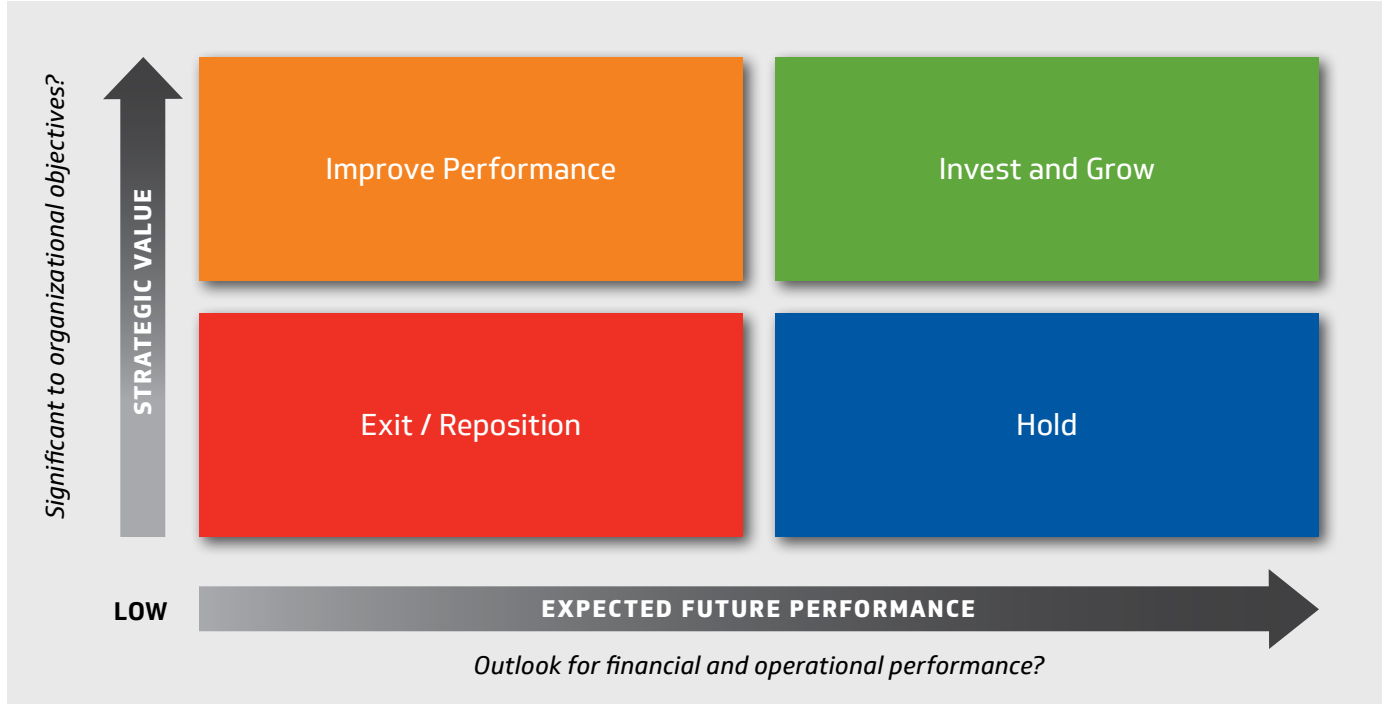 Significant to organizational objectives?
STRATEGIC VALUE
Improve Performance
Invest and Grow
Exit / Reposition
Hold
LOW
EXPECTED FUTURE PERFORMANCE
Outlook for financial and operational performance?